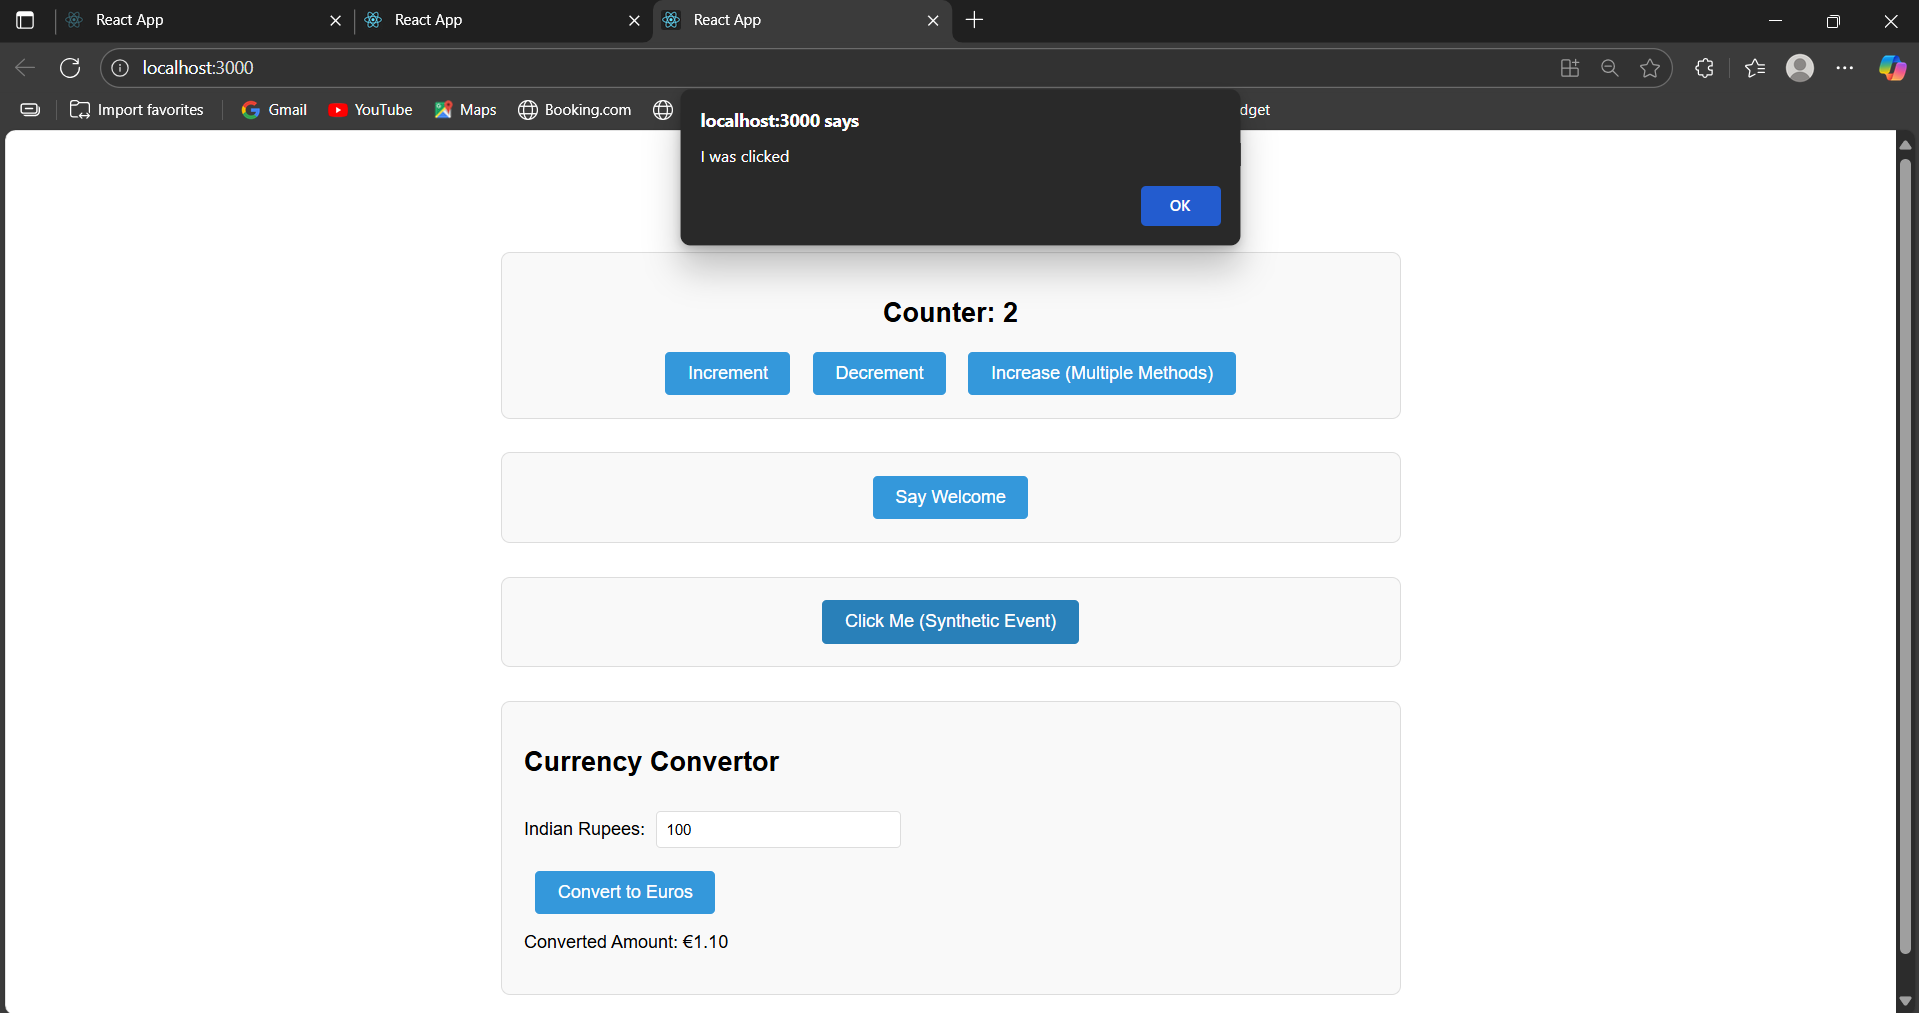 React App
React App
React App
localhost:3000
Import favorites
Gmail
YouTube
Maps
Booking.com
dget
localhost:3000 says
I was clicked
OK
Counter: 2
Increment
Decrement
Increase (Multiple Methods)
Say Welcome
Click Me (Synthetic Event)
Currency Convertor
Indian Rupees:
100
Convert to Euros
Converted Amount: €1.10